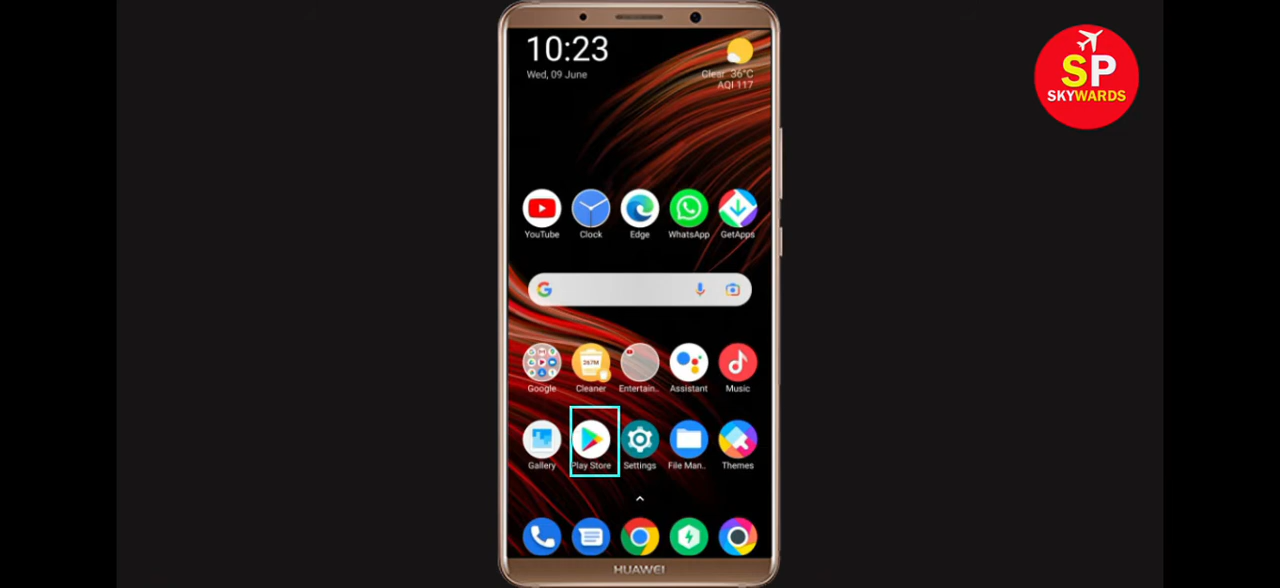 10:23
Wed, 09 June
Clear 36°C
AQI 117
SP
SKYWARDS
YouTube
Clock
Edge
WhatsApp
GetApps
Google
267M
Cleaner
Entertain..
Assistant
Music
Gallery
Play Store
Settings
File Man..
Themes
HUAWEI